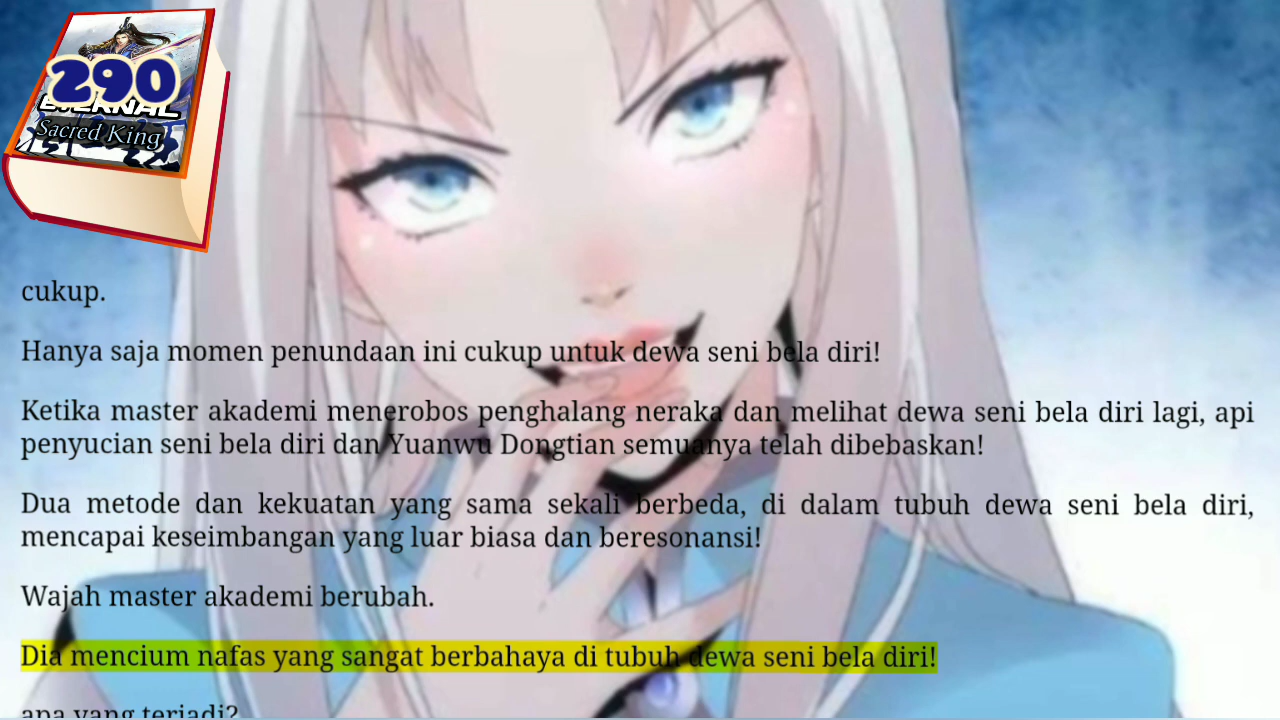 290
ETERNAL
Sacred King
cukup.
Hanya saja momen penundaan ini cukup untuk dewa seni bela diri!
Ketika master akademi menerobos penghalang neraka dan melihat dewa seni bela diri lagi, api
penyucian seni bela diri dan Yuanwu Dongtian semuanya telah dibebaskan!
Dua metode dan kekuatan yang sama sekali berbeda, di dalam tubuh dewa seni bela diri,
mencapai keseimbangan yang luar biasa dan beresonansi!
Wajah master akademi berubah.
Dia mencium nafas yang sangat berbahaya di tubuh dewa seni bela diri!
apa yang terjadi?